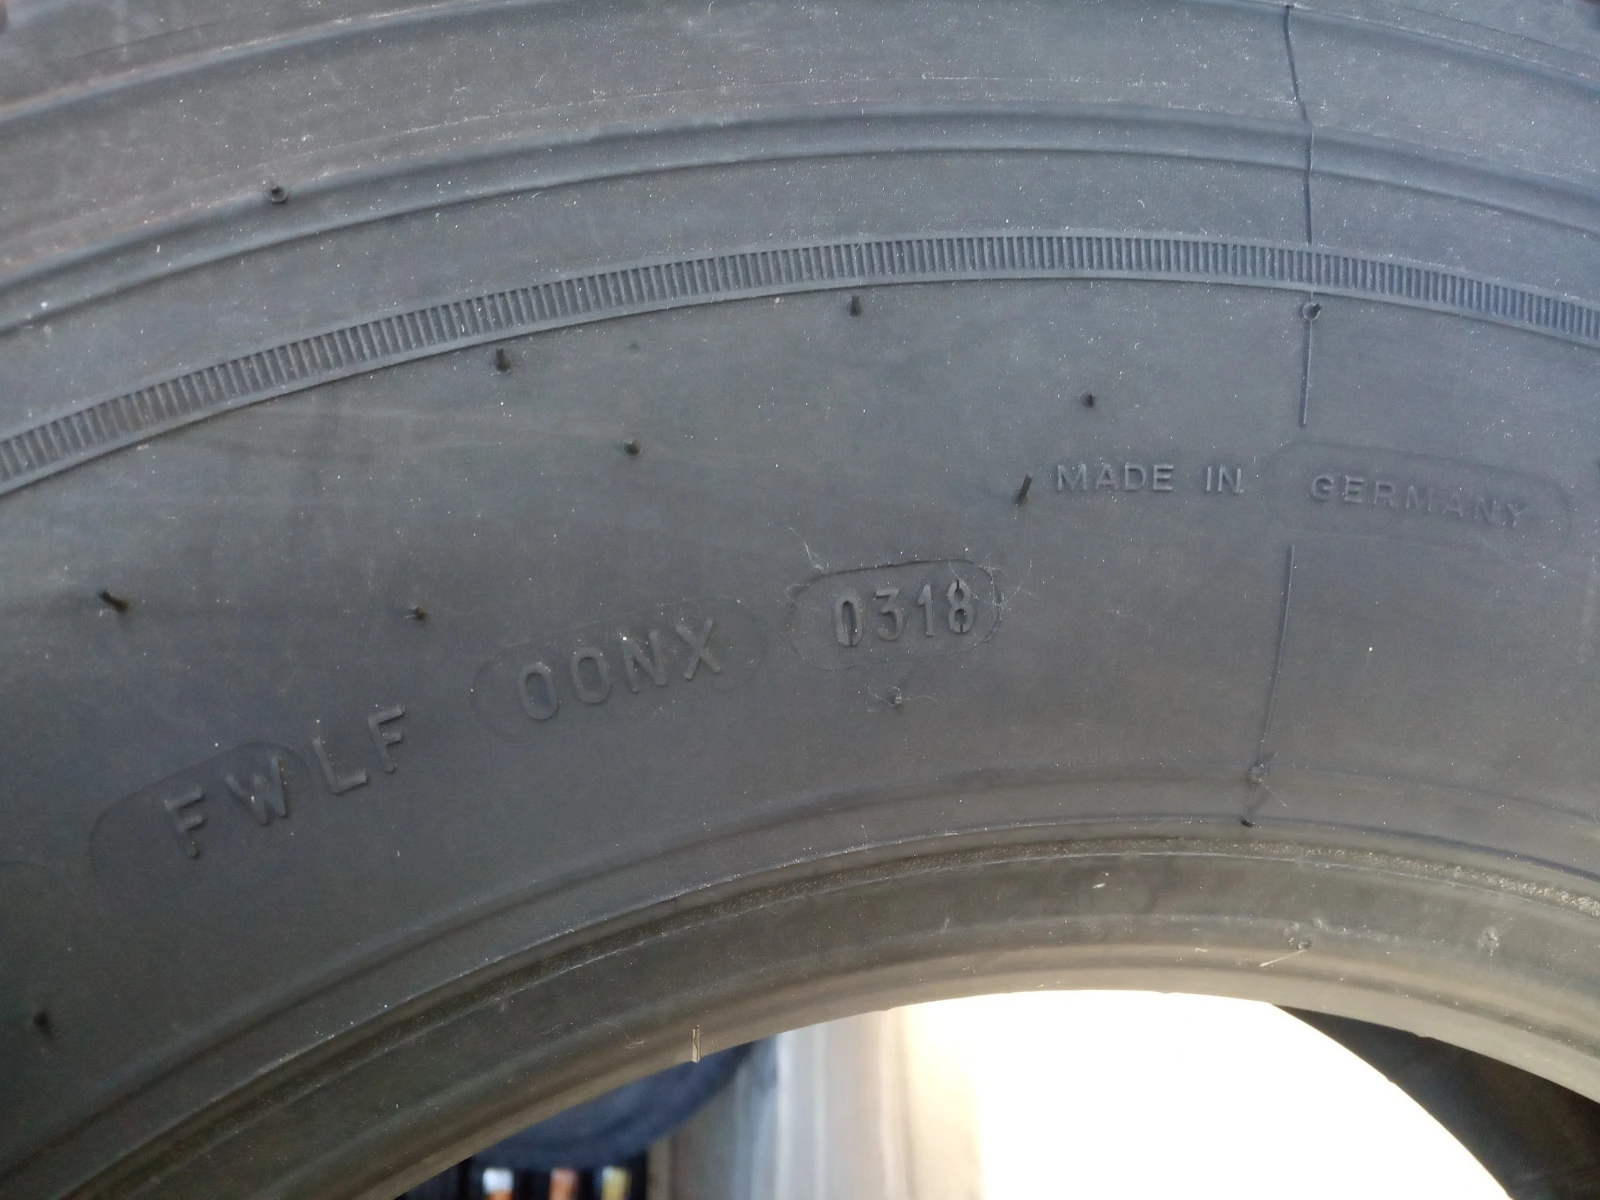 MADE IN GERMANY
FWLF 00NX 0318